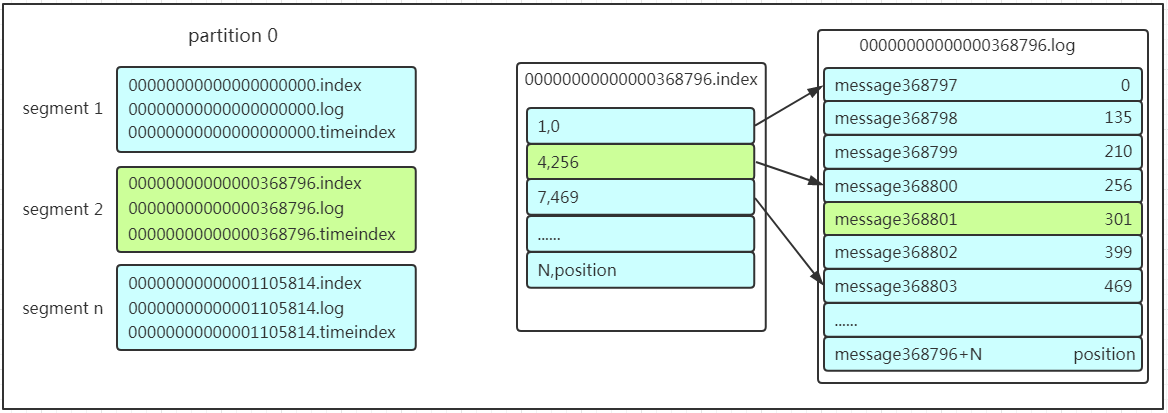 partition 0
segment 1
00000000000000000000.index
00000000000000000000.log
00000000000000000000.timeindex
segment 2
00000000000000368796.index
00000000000000368796.log
00000000000000368796.timeindex
segment n
00000000000001105814.index
00000000000001105814.log
00000000000001105814.timeindex
00000000000000368796.index
1,0
4,256
7,469
......
N,position
00000000000000368796.log
message368797 0
message368798 135
message368799 210
message368800 256
message368801 301
message368802 399
message368803 469
......
message368796+N position